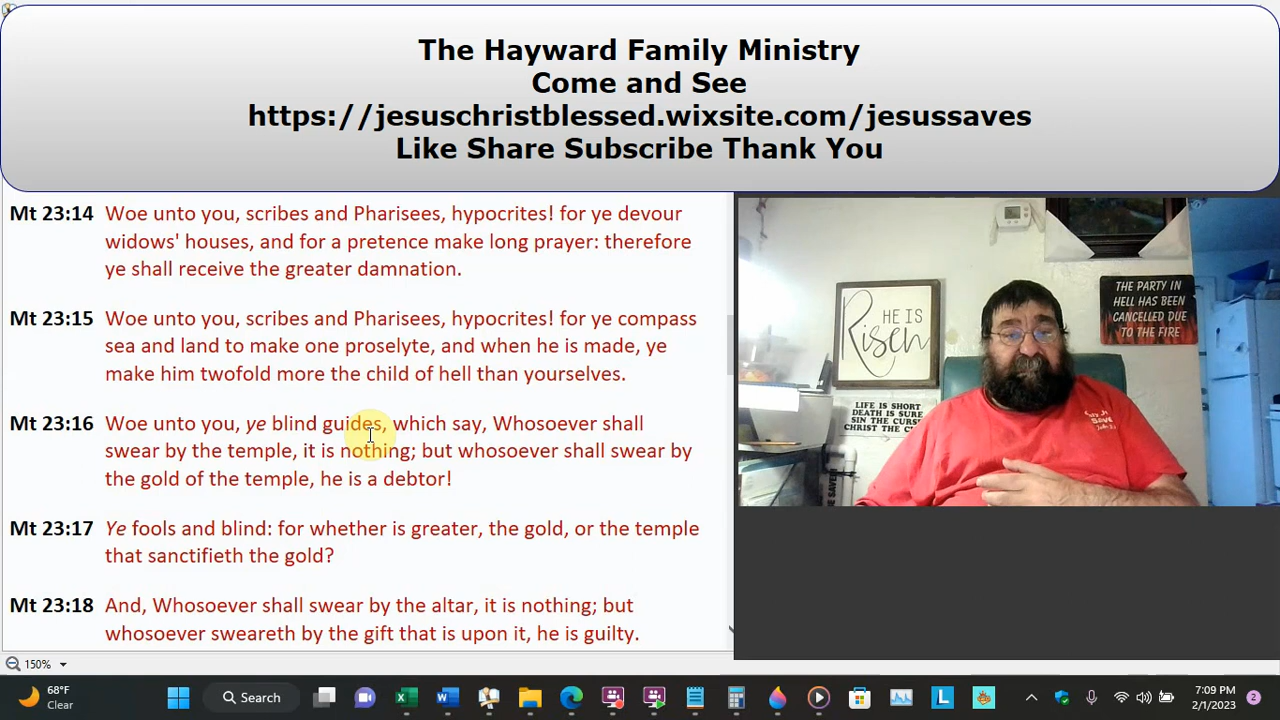 The Hayward Family Ministry
Come and See
https://jesuschristblessed.wixsite.com/jesussaves
Like Share Subscribe Thank You
Mt 23:14 Woe unto you, scribes and Pharisees, hypocrites! for ye devour
widows' houses, and for a pretence make long prayer: therefore
ye shall receive the greater damnation.
Mt 23:15 Woe unto you, scribes and Pharisees, hypocrites! for ye compass
sea and land to make one proselyte, and when he is made, ye
make him twofold more the child of hell than yourselves.
Mt 23:16 Woe unto you, ye blind guides, which say, Whosoever shall
swear by the temple, it is nothing; but whosoever shall swear by
the gold of the temple, he is a debtor!
Mt 23:17 Ye fools and blind: for whether is greater, the gold, or the temple
that sanctifieth the gold?
Mt 23:18 And, Whosoever shall swear by the altar, it is nothing; but
whosoever sweareth by the gift that is upon it, he is guilty.
HE IS
Risen
THE PARTY IN
HELL HAS BEEN
CANCELLED DUE
TO THE FIRE
LIFE IS SHORT
DEATH IS SURE
SIN THE CURSE
CHRIST THE
150%
68°F
Clear
Search
7:09 PM
2/1/2023
2